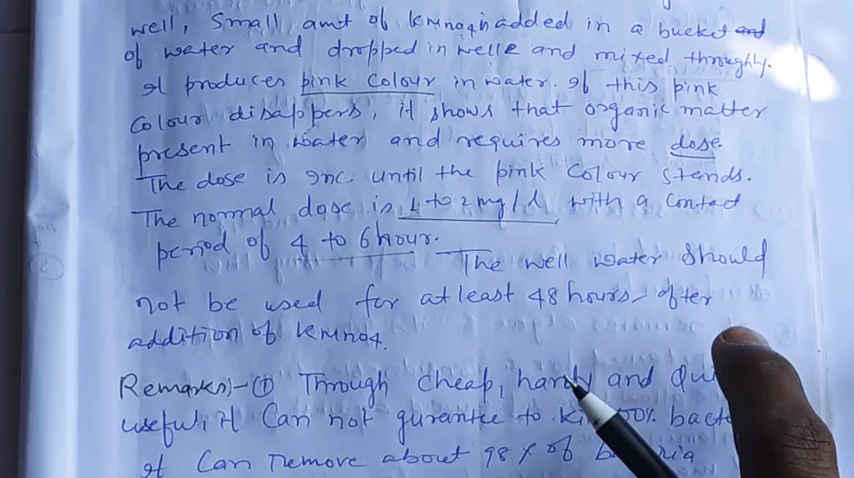 well, Small amt of KMno4 is added in a bucket
of water and dropped in well and mixed throughly.
It produces pink Colour in water. If this pink
Colour disappers, it shows that organic matter
present in water and requires more dose.
The dose is inc. until the pink Colour stands.
The normal dose is 1 to 2 mg/l with a contact
period of 4 to 6 hour.
The well water should
not be used for at least 48 hours after
addition of KMno4.
Remarks:- ① Through cheap, handy and
useful, it Can not gurantee to 100%
It Can remove about 98% of